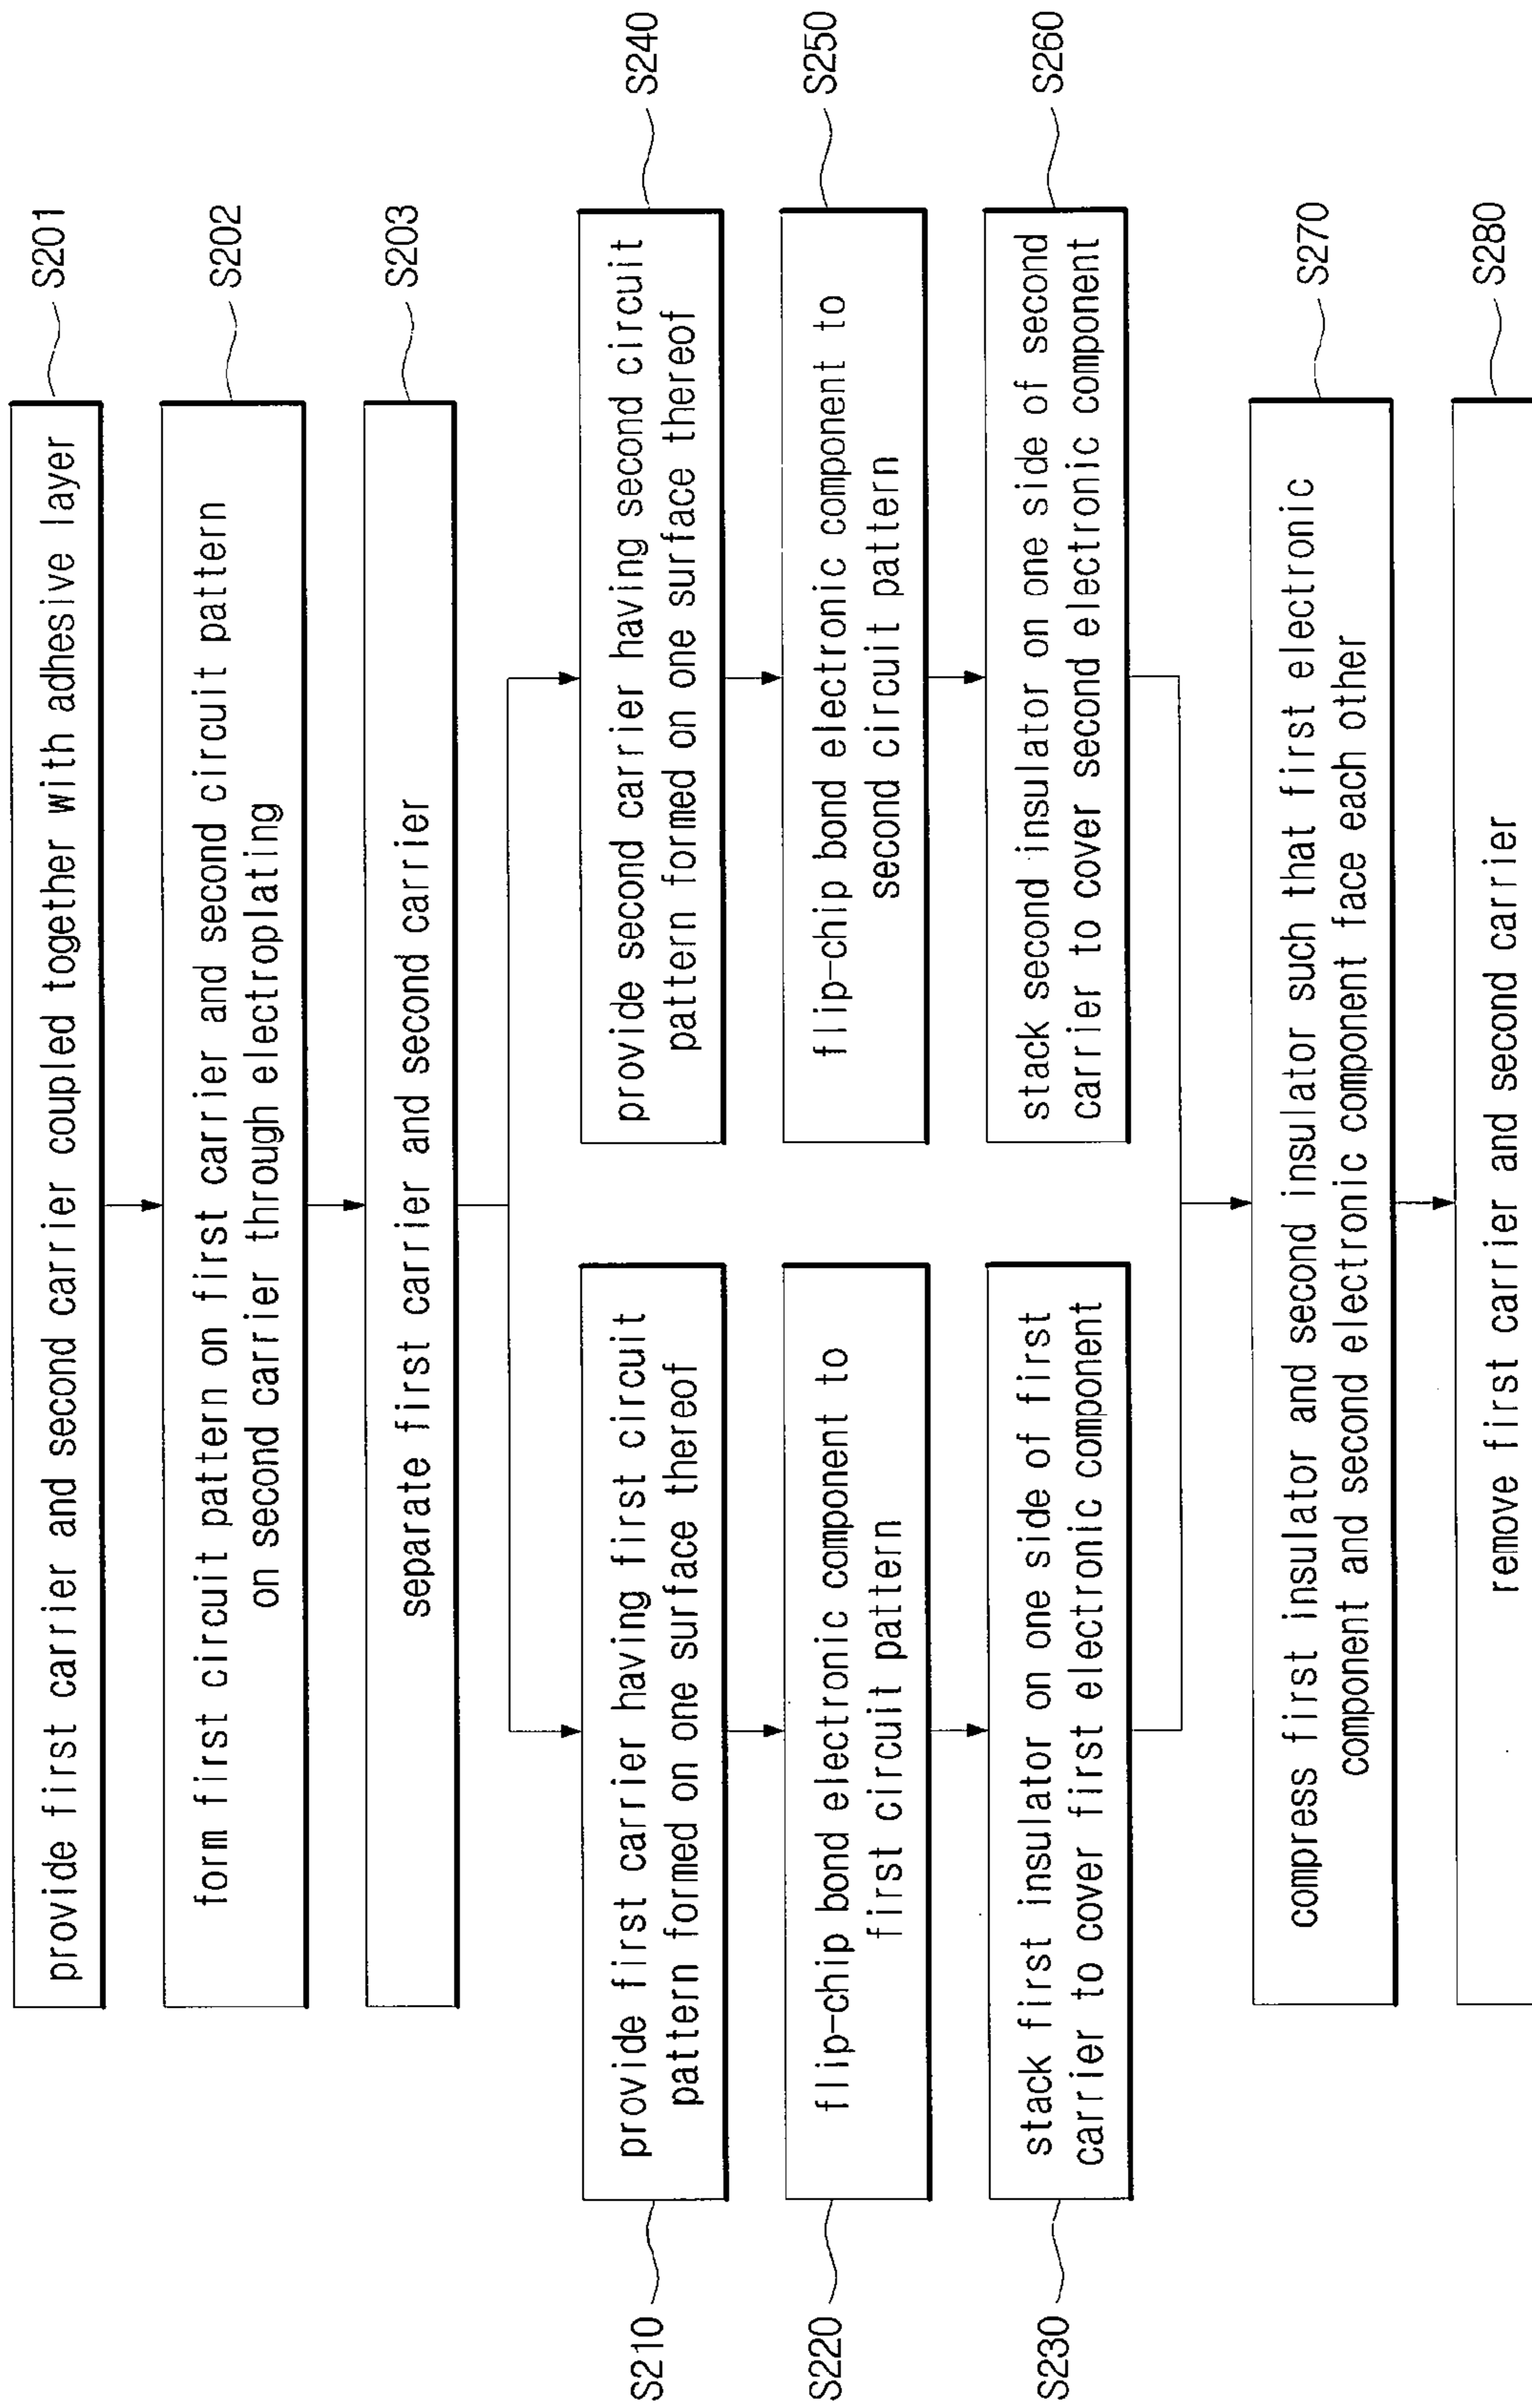 provide first carrier and second carrier coupled together with adhesive layer
S201
form first circuit pattern on first carrier and second circuit pattern
on second carrier through electroplating
S202
separate first carrier and second carrier
S203
S210
provide first carrier having first circuit
pattern formed on one surface thereof
provide second carrier having second circuit
pattern formed on one surface thereof
S240
S220
flip-chip bond electronic component to
first circuit pattern
flip-chip bond electronic component to
second circuit pattern
S250
S230
stack first insulator on one side of first
carrier to cover first electronic component
stack second insulator on one side of second
carrier to cover second electronic component
S260
compress first insulator and second insulator such that first electronic
component and second electronic component face each other
S270
remove first carrier and second carrier
S280